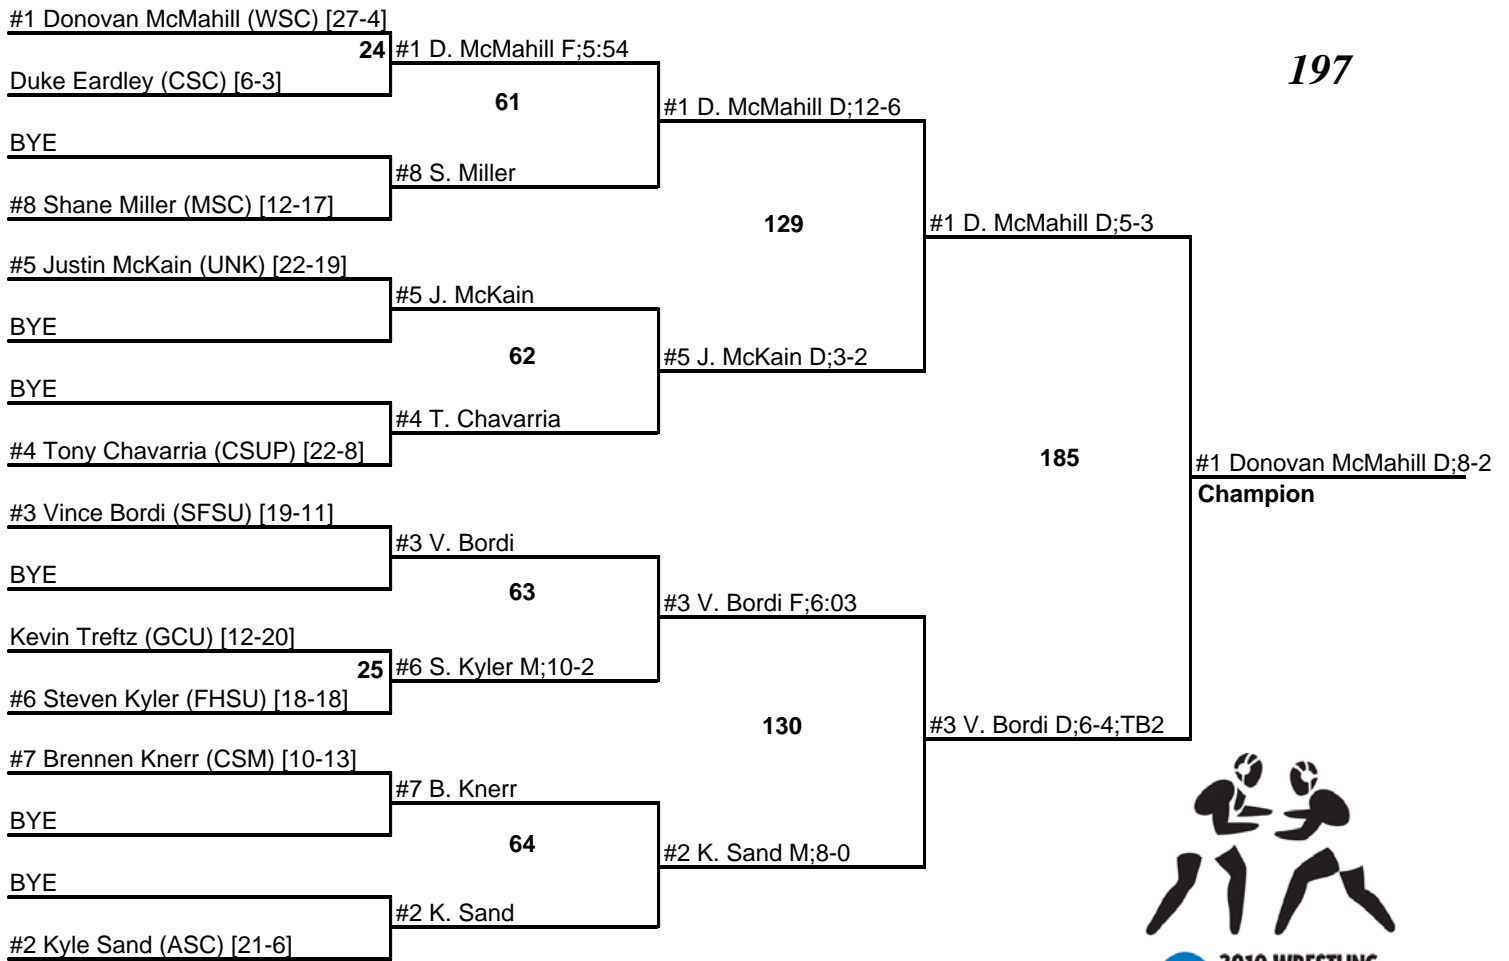 #1 Donovan McMahill (WSC) [27-4]
24
#1 D. McMahill F;5:54
197
Duke Eardley (CSC) [6-3]
61
#1 D. McMahill D;12-6
BYE
#8 S. Miller
#8 Shane Miller (MSC) [12-17]
129
#1 D. McMahill D;5-3
#5 Justin McKain (UNK) [22-19]
#5 J. McKain
BYE
62
#5 J. McKain D;3-2
BYE
#4 T. Chavarria
#4 Tony Chavarria (CSUP) [22-8]
185
#1 Donovan McMahill D;8-2
Champion
#3 Vince Bordi (SFSU) [19-11]
#3 V. Bordi
BYE
63
#3 V. Bordi F;6:03
Kevin Treftz (GCU) [12-20]
25
#6 S. Kyler M;10-2
#6 Steven Kyler (FHSU) [18-18]
130
#3 V. Bordi D;6-4;TB2
#7 Brennen Knerr (CSM) [10-13]
#7 B. Knerr
BYE
64
#2 K. Sand M;8-0
BYE
#2 K. Sand
#2 Kyle Sand (ASC) [21-6]
2010 WRESTLING